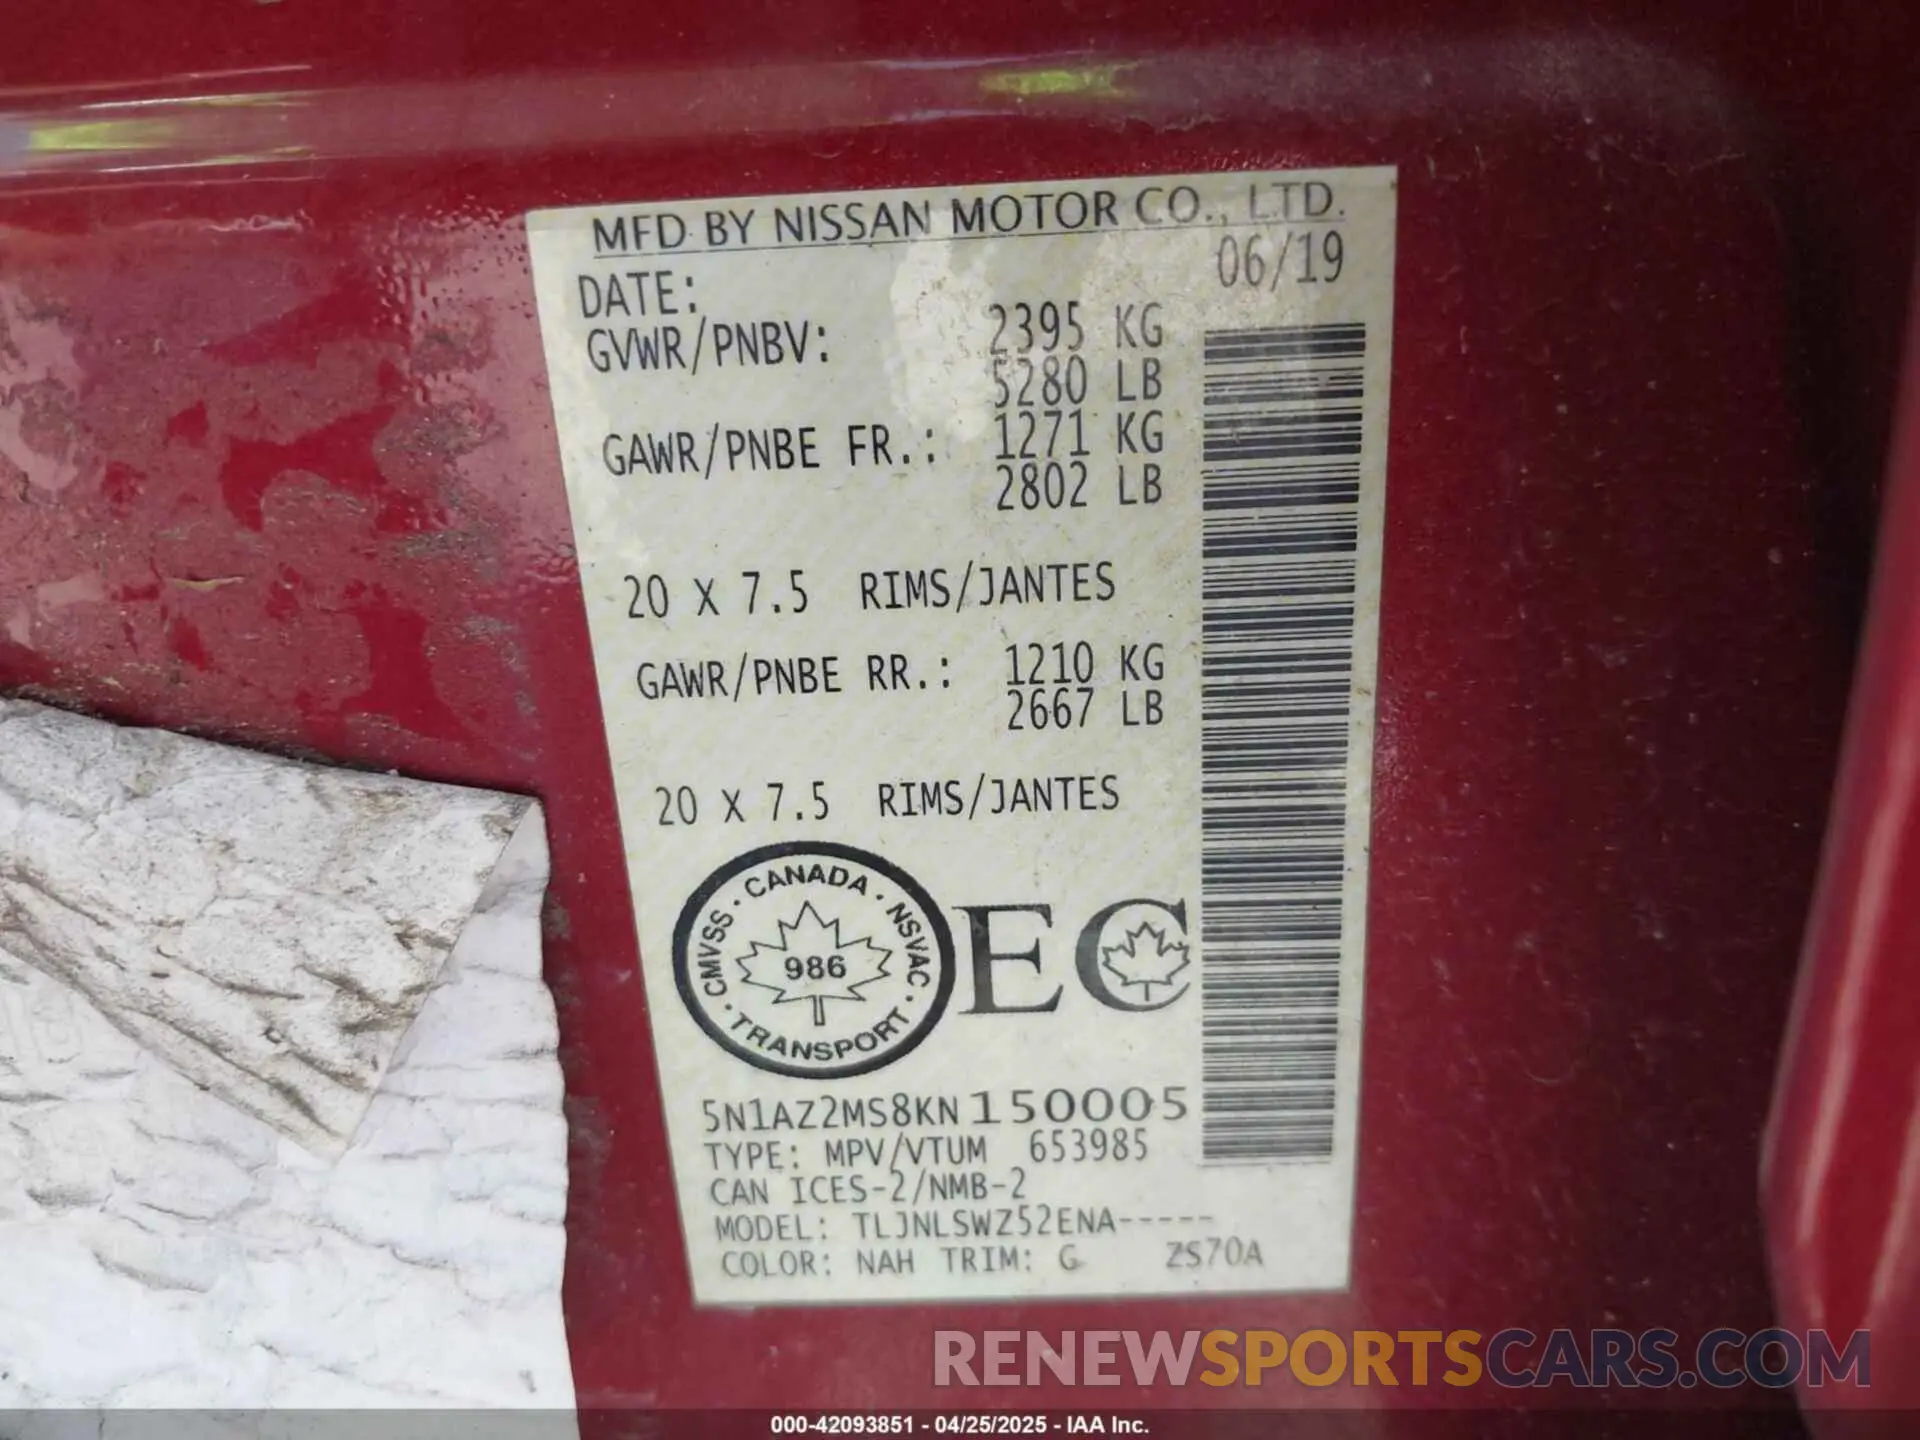 MFD BY NISSAN MOTOR CO., LTD.
DATE: 06/19
GVWR/PNBV: 2395 KG
5280 LB
GAWR/PNBE FR.: 1271 KG
2802 LB
20 X 7.5 RIMS/JANTES
GAWR/PNBE RR.: 1210 KG
2667 LB
20 X 7.5 RIMS/JANTES
CANADA · NSVAC · TRANSPORT · CMVSS ·
986
EC
5N1AZ2MS8KN150005
TYPE: MPV/VTUM 653985
CAN ICES-2/NMB-2
MODEL: TLJNLSWZ52ENA-----
COLOR: NAH TRIM: G ZS70A
RENEWSPORTSCARS.COM
000-42093851 - 04/25/2025 - IAA Inc.